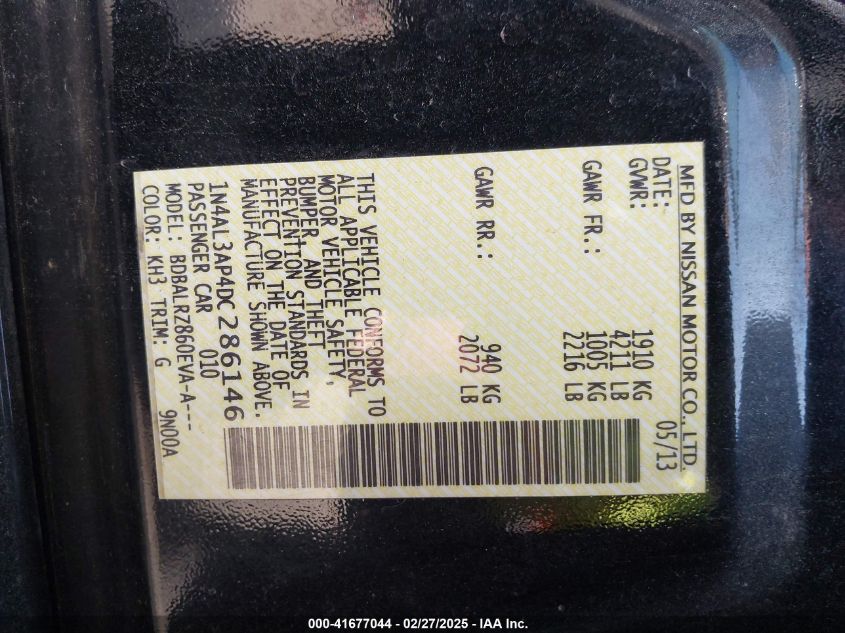 MFD BY NISSAN MOTOR CO., LTD.
DATE: 05/13
GVWR: 1910 KG
4211 LB
GAWR FR.: 1005 KG
2216 LB
GAWR RR.: 940 KG
2072 LB
THIS VEHICLE CONFORMS TO
ALL APPLICABLE FEDERAL
MOTOR VEHICLE SAFETY,
BUMPER, AND THEFT
PREVENTION STANDARDS IN
EFFECT ON THE DATE OF
MANUFACTURE SHOWN ABOVE.
1N4AL3AP4DC286146
PASSENGER CAR 010
MODEL: BDBALRZ860EVA-A---
COLOR: KH3 TRIM: G 9N00A
000-41677044 - 02/27/2025 - IAA Inc.